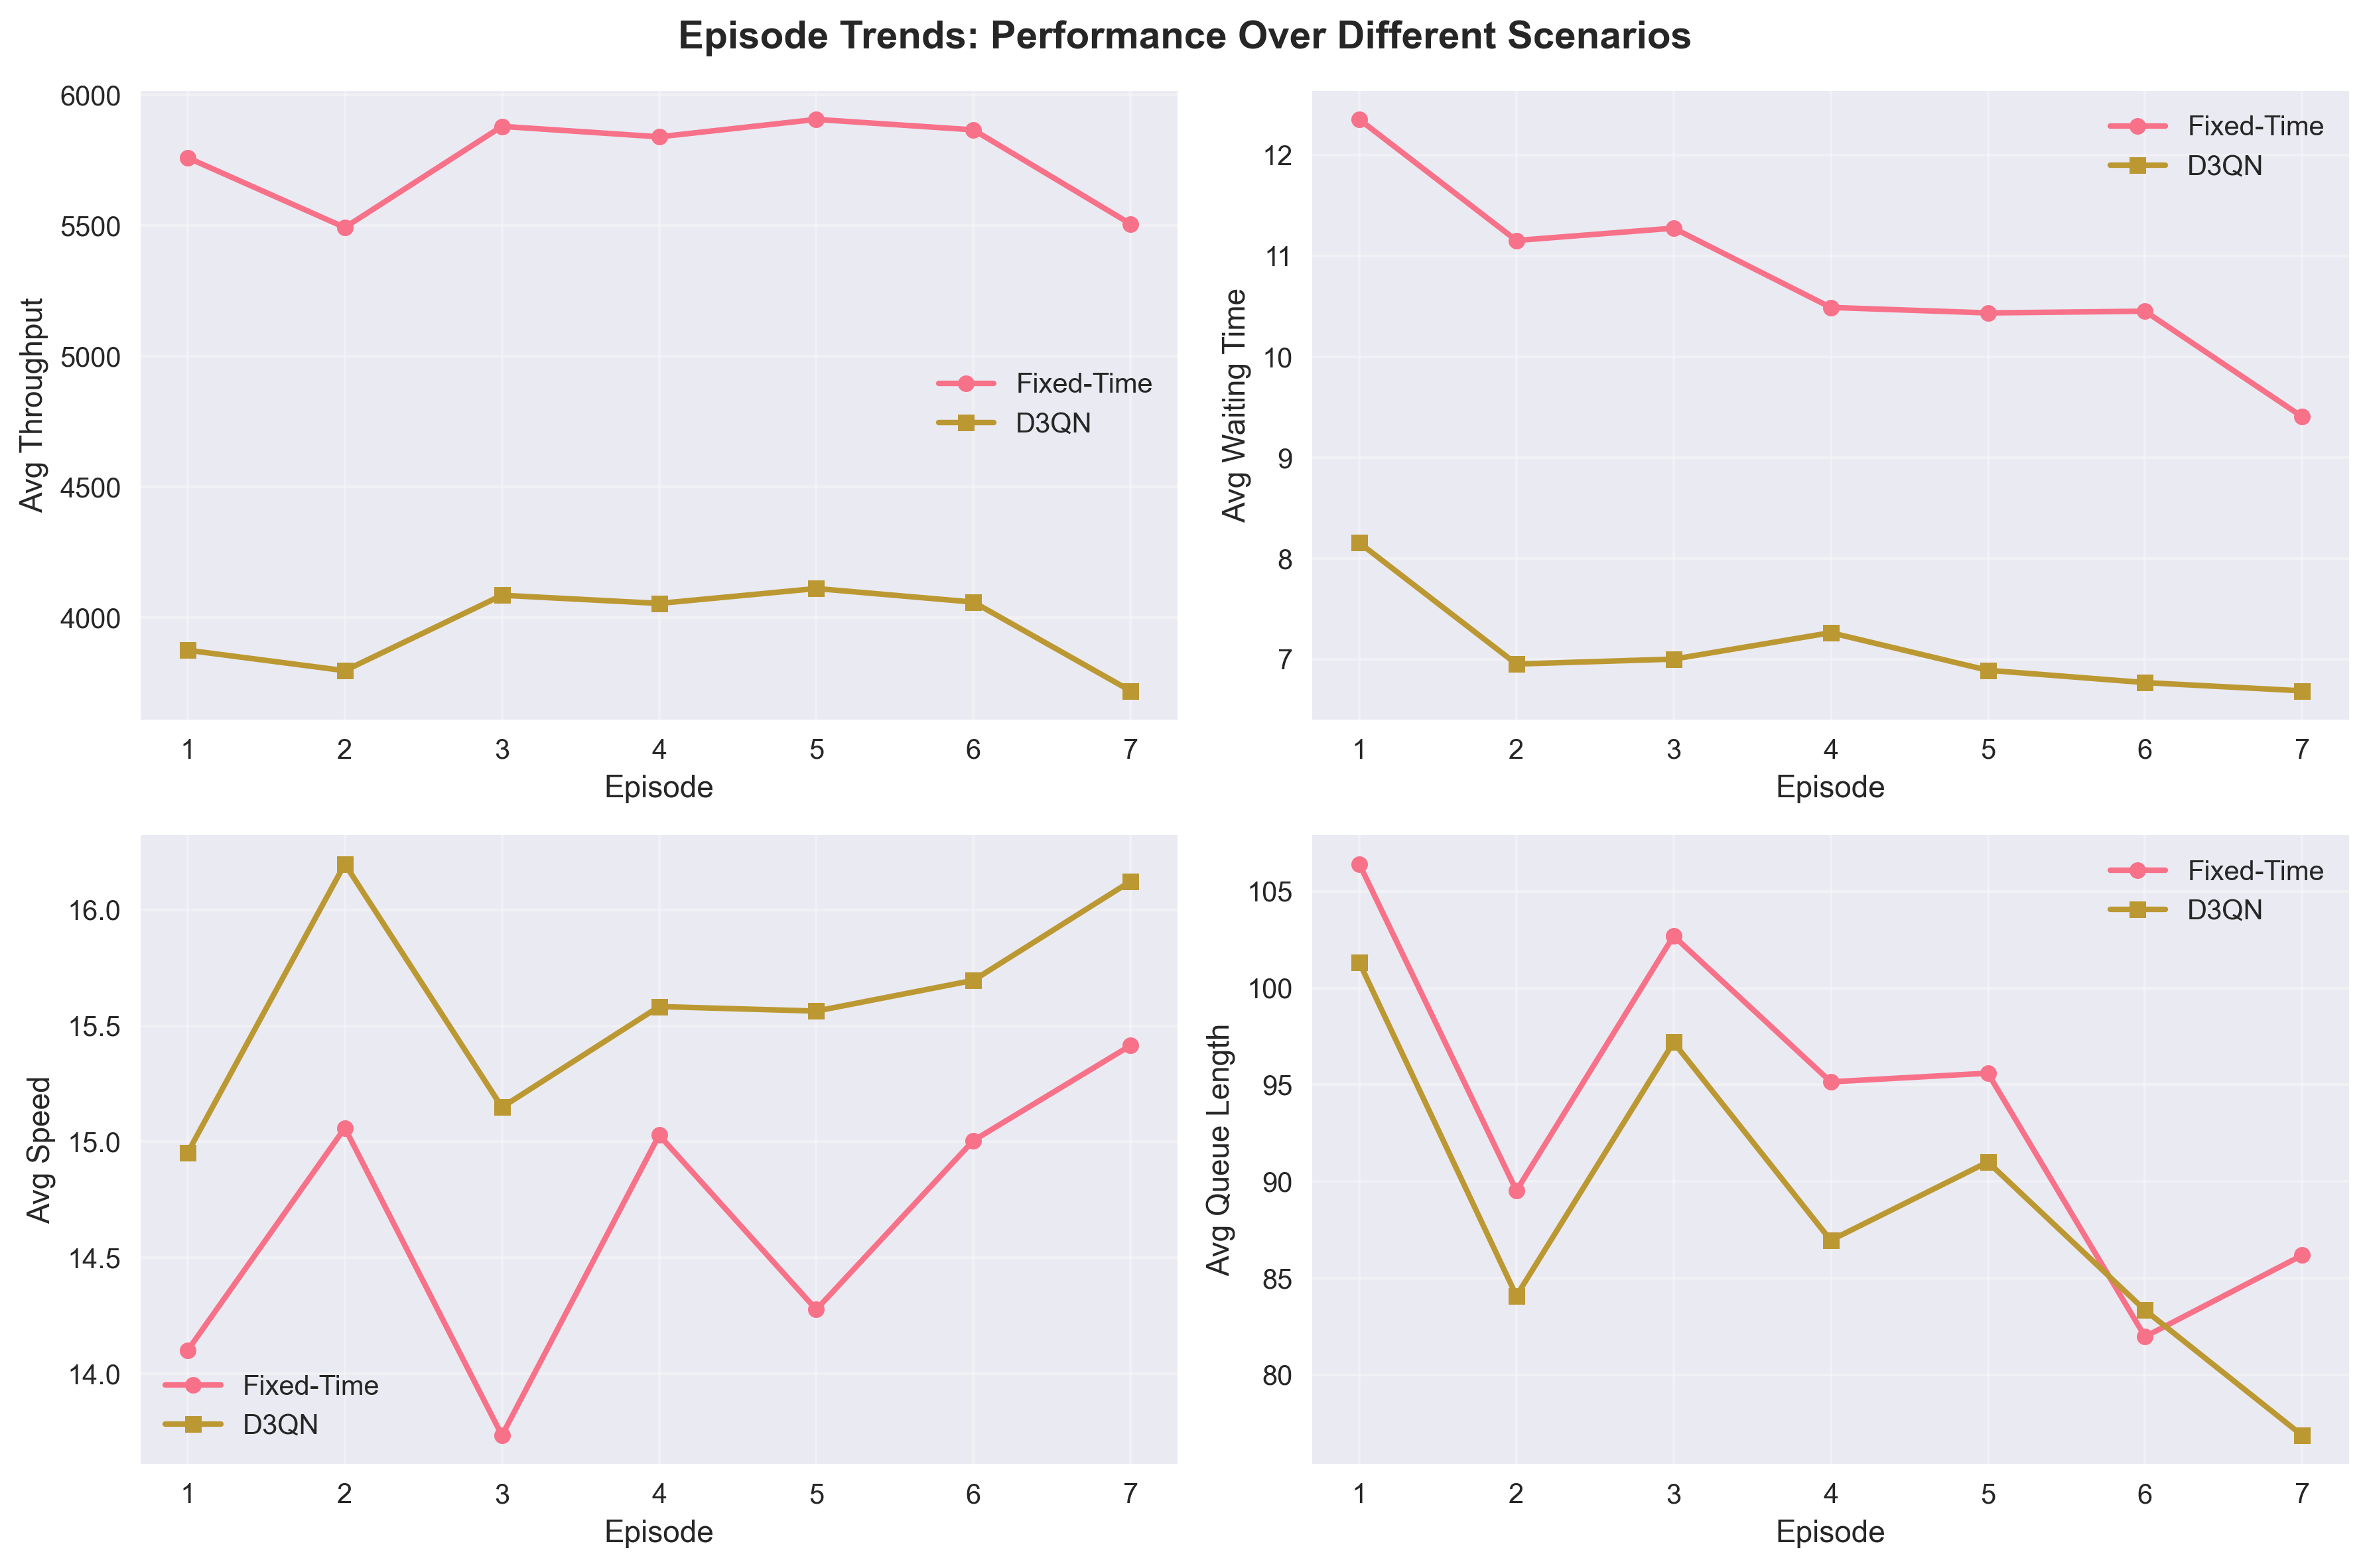 Episode Trends: Performance Over Different Scenarios
6000
5500
5000
4500
4000
Avg Throughput
Fixed-Time
D3QN
1 2 3 4 5 6 7
Episode
12
11
10
9
8
7
Avg Waiting Time
Fixed-Time
D3QN
1 2 3 4 5 6 7
Episode
16.0
15.5
15.0
14.5
14.0
Avg Speed
Fixed-Time
D3QN
1 2 3 4 5 6 7
Episode
105
100
95
90
85
80
Avg Queue Length
Fixed-Time
D3QN
1 2 3 4 5 6 7
Episode